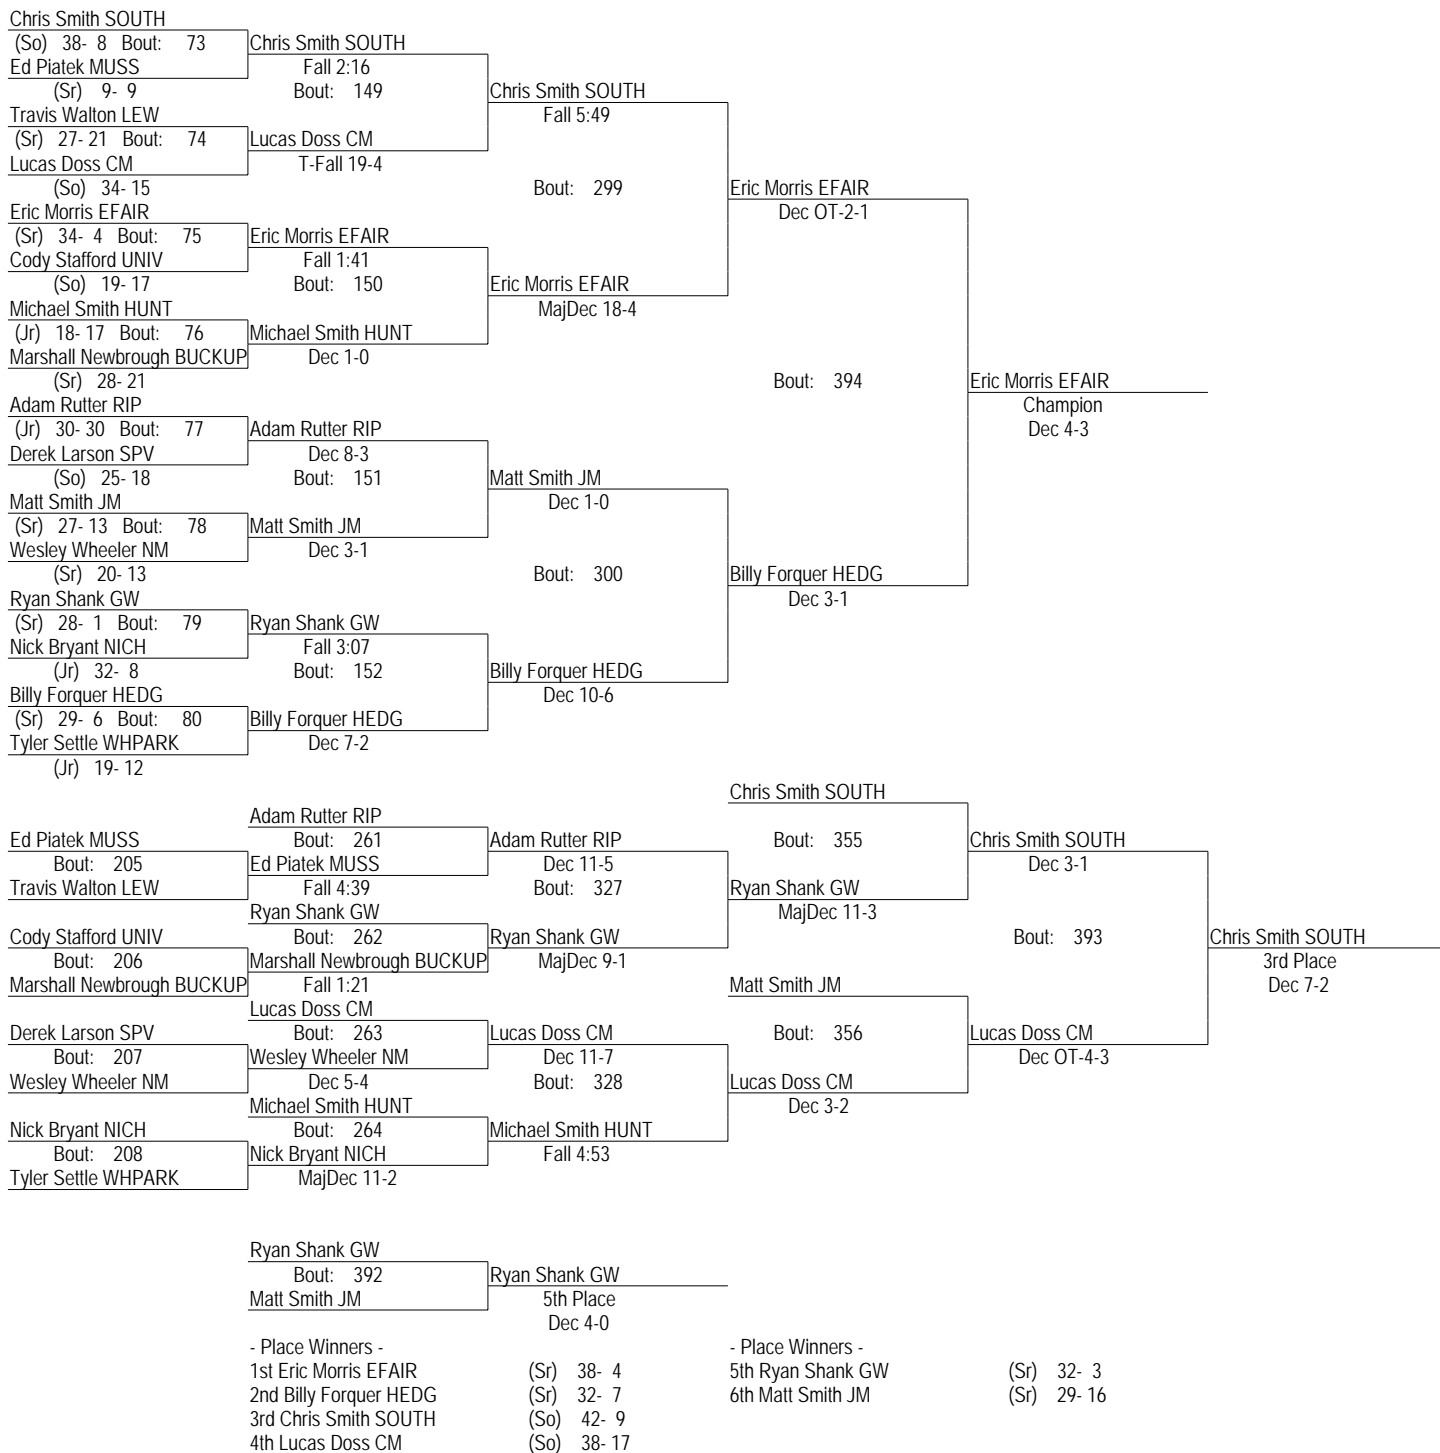 Chris Smith SOUTH
(So) 38- 8 Bout: 73 Chris Smith SOUTH
Ed Piatek MUSS Fall 2:16
(Sr) 9- 9 Bout: 149 Chris Smith SOUTH
Travis Walton LEW Fall 5:49
(Sr) 27- 21 Bout: 74 Lucas Doss CM
Lucas Doss CM T-Fall 19-4
(So) 34- 15 Bout: 299 Eric Morris EFAIR
Eric Morris EFAIR Dec OT-2-1
(Sr) 34- 4 Bout: 75 Eric Morris EFAIR
Cody Stafford UNIV Fall 1:41
(So) 19- 17 Bout: 150 Eric Morris EFAIR
Michael Smith HUNT MajDec 18-4
(Jr) 18- 17 Bout: 76 Michael Smith HUNT
Marshall Newbrough BUCKUP Dec 1-0
(Sr) 28- 21 Bout: 394 Eric Morris EFAIR
Adam Rutter RIP Champion
(Jr) 30- 30 Bout: 77 Adam Rutter RIP Dec 4-3
Derek Larson SPV Dec 8-3
(So) 25- 18 Bout: 151 Matt Smith JM
Matt Smith JM Dec 1-0
(Sr) 27- 13 Bout: 78 Matt Smith JM
Wesley Wheeler NM Dec 3-1
(Sr) 20- 13 Bout: 300 Billy Forquer HEDG
Ryan Shank GW Dec 3-1
(Sr) 28- 1 Bout: 79 Ryan Shank GW
Nick Bryant NICH Fall 3:07
(Jr) 32- 8 Bout: 152 Billy Forquer HEDG
Billy Forquer HEDG Dec 10-6
(Sr) 29- 6 Bout: 80 Billy Forquer HEDG
Tyler Settle WHPARK Dec 7-2
(Jr) 19- 12
Chris Smith SOUTH
Adam Rutter RIP
Ed Piatek MUSS Bout: 261 Adam Rutter RIP Bout: 355 Chris Smith SOUTH
Bout: 205 Ed Piatek MUSS Dec 11-5 Dec 3-1
Travis Walton LEW Fall 4:39 Bout: 327 Ryan Shank GW
Ryan Shank GW MajDec 11-3
Cody Stafford UNIV Bout: 262 Ryan Shank GW Bout: 393 Chris Smith SOUTH
Bout: 206 Marshall Newbrough BUCKUP MajDec 9-1 3rd Place
Marshall Newbrough BUCKUP Fall 1:21 Matt Smith JM Dec 7-2
Lucas Doss CM
Derek Larson SPV Bout: 263 Lucas Doss CM Bout: 356 Lucas Doss CM
Bout: 207 Wesley Wheeler NM Dec 11-7 Dec OT-4-3
Wesley Wheeler NM Dec 5-4 Bout: 328 Lucas Doss CM
Michael Smith HUNT Dec 3-2
Nick Bryant NICH Bout: 264 Michael Smith HUNT
Bout: 208 Nick Bryant NICH Fall 4:53
Tyler Settle WHPARK MajDec 11-2
Ryan Shank GW
Bout: 392 Ryan Shank GW
Matt Smith JM 5th Place
Dec 4-0
- Place Winners - - Place Winners -
1st Eric Morris EFAIR (Sr) 38- 4 5th Ryan Shank GW (Sr) 32- 3
2nd Billy Forquer HEDG (Sr) 32- 7 6th Matt Smith JM (Sr) 29- 16
3rd Chris Smith SOUTH (So) 42- 9
4th Lucas Doss CM (So) 38- 17